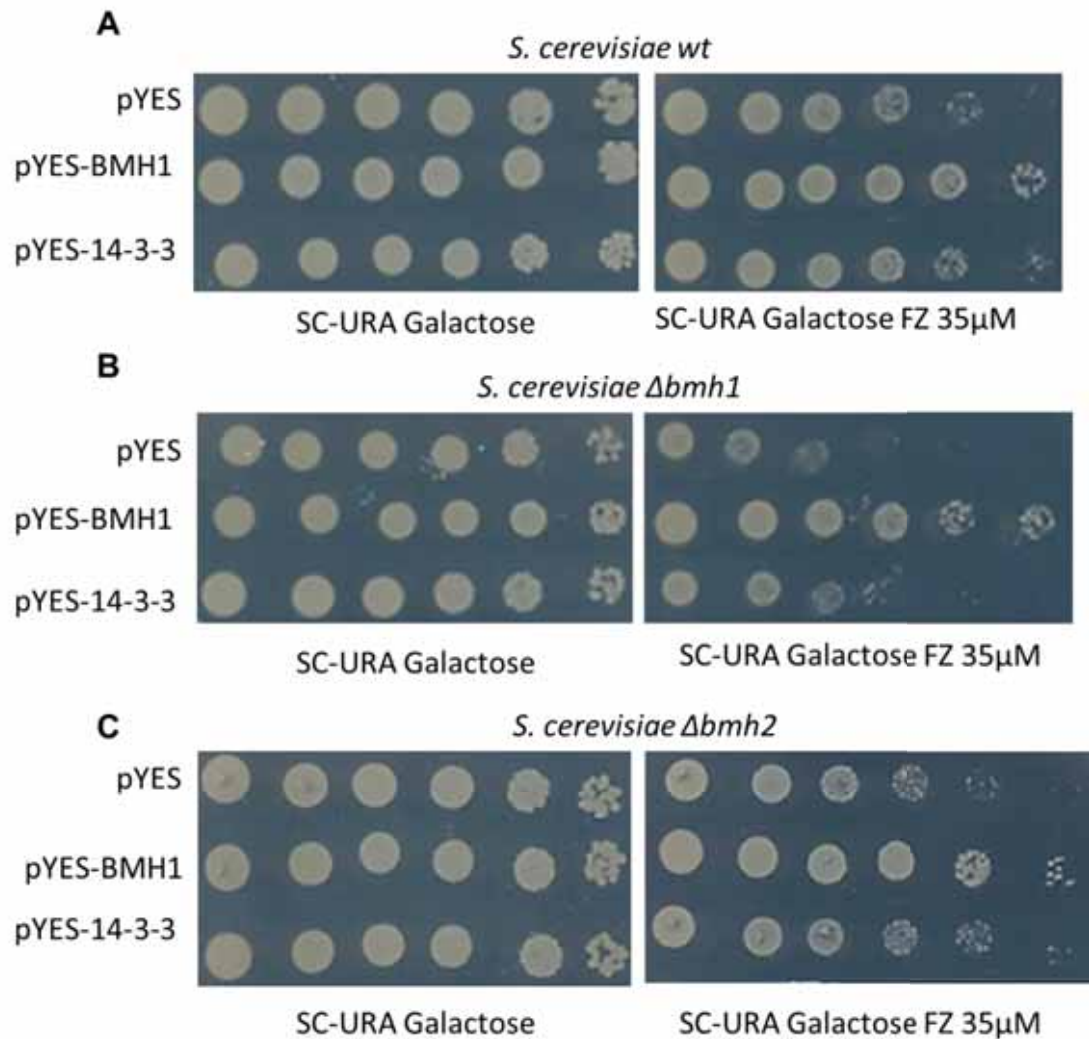 A
S. cerevisiae wt
pYES
pYES-BMH1
pYES-14-3-3
SC-URA Galactose
SC-URA Galactose FZ 35µM
B
S. cerevisiae Δbmh1
pYES
pYES-BMH1
pYES-14-3-3
SC-URA Galactose
SC-URA Galactose FZ 35µM
C
S. cerevisiae Δbmh2
pYES
pYES-BMH1
pYES-14-3-3
SC-URA Galactose
SC-URA Galactose FZ 35µM